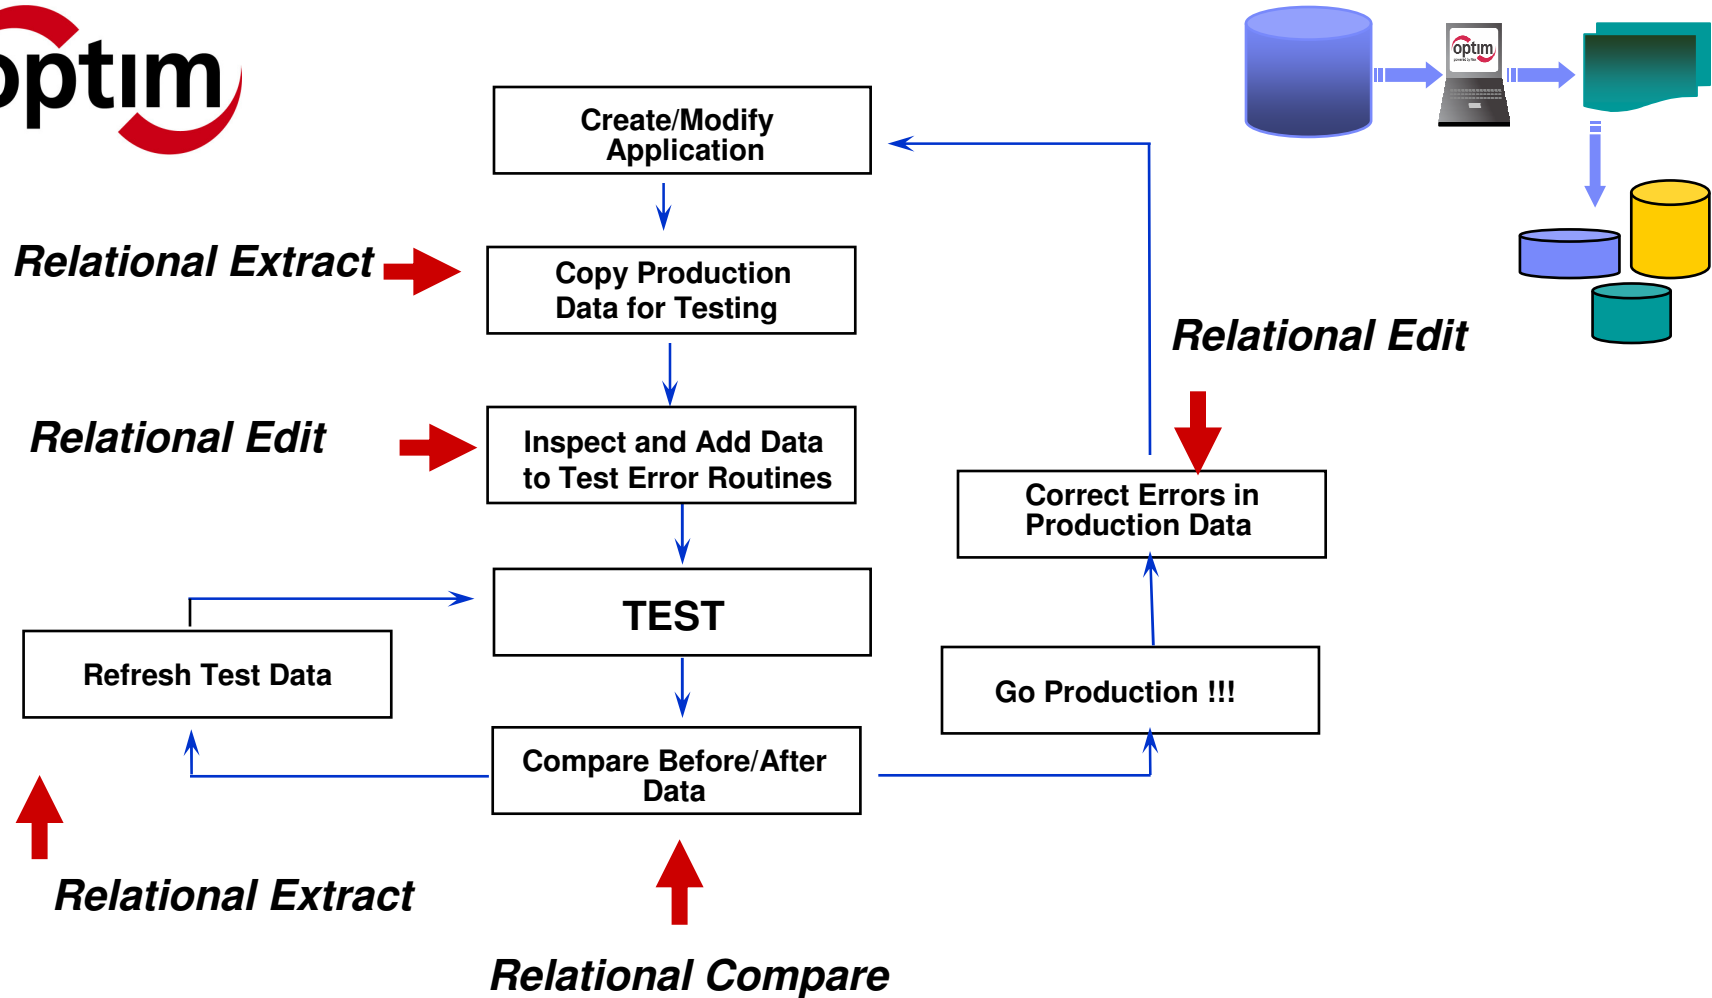 optim
optim
Create/Modify
Application
Relational Extract
Copy Production
Data for Testing
Relational Edit
Relational Edit
Inspect and Add Data
to Test Error Routines
Correct Errors in
Production Data
TEST
Refresh Test Data
Go Production !!!
Compare Before/After
Data
Relational Extract
Relational Compare